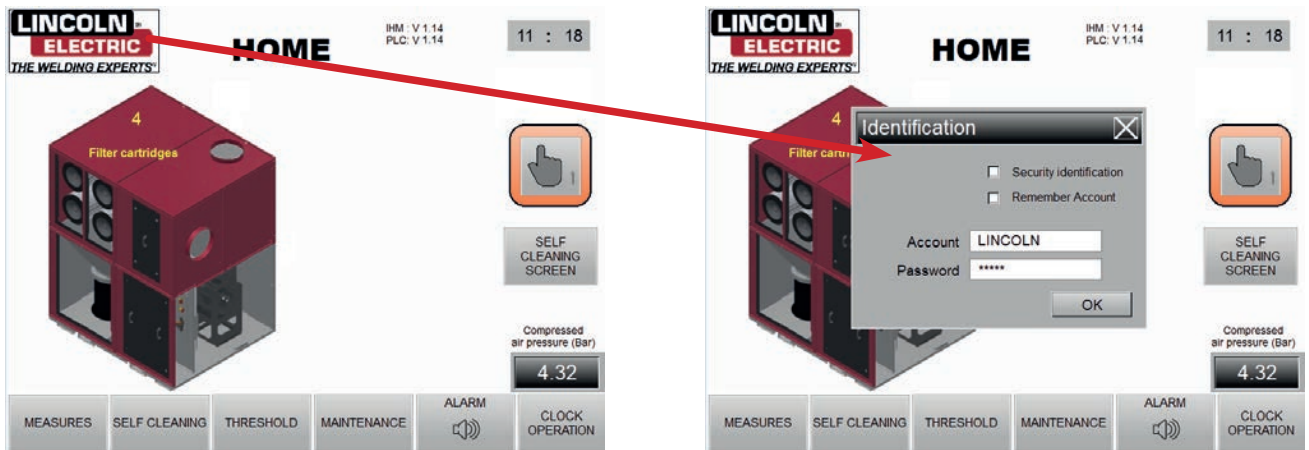 LINCOLN
ELECTRIC
THE WELDING EXPERTS®
HOME
IHM : V 1.14
PLC: V 1.14
11 : 18
4
Filter cartridges
SELF
CLEANING
SCREEN
Compressed
air pressure (Bar)
4.32
MEASURES
SELF CLEANING
THRESHOLD
MAINTENANCE
ALARM
CLOCK
OPERATION
LINCOLN
ELECTRIC
THE WELDING EXPERTS®
HOME
IHM : V 1.14
PLC: V 1.14
11 : 18
4
Filter cartri
Identification
Security identification
Remember Account
Account LINCOLN
Password *****
OK
SELF
CLEANING
SCREEN
Compressed
air pressure (Bar)
4.32
MEASURES
SELF CLEANING
THRESHOLD
MAINTENANCE
ALARM
CLOCK
OPERATION